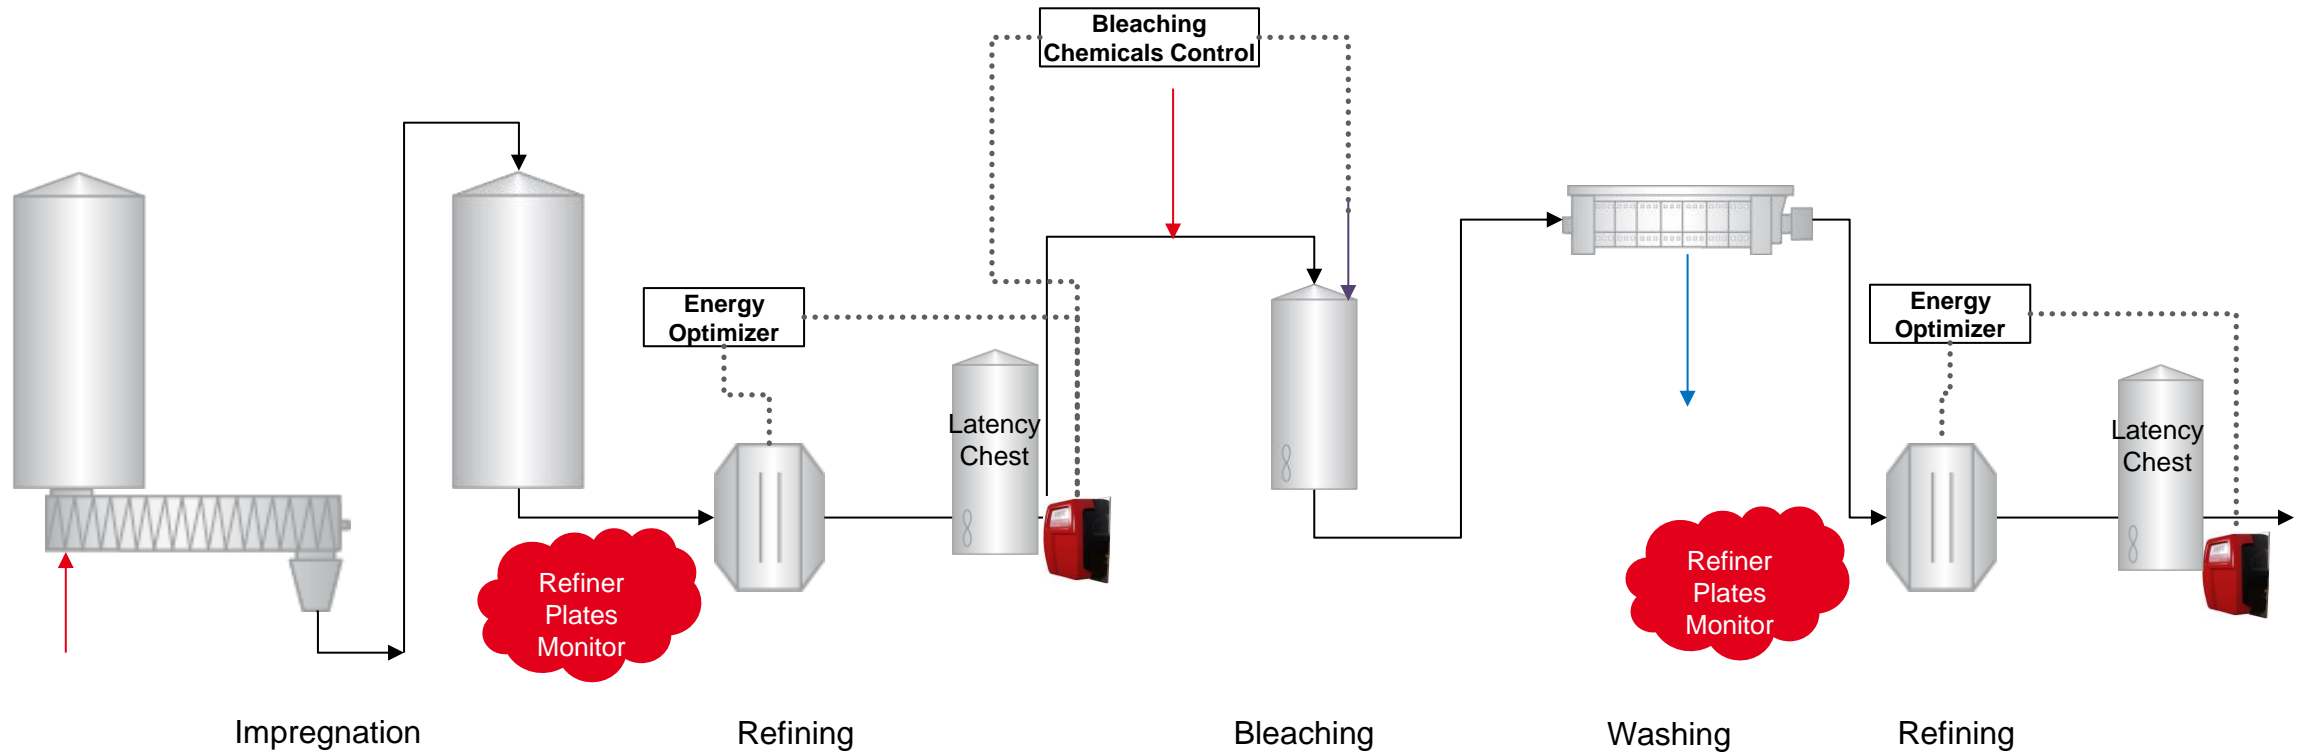 Bleaching
Chemicals Control
Energy
Optimizer
Energy
Optimizer
Latency
Chest
Latency
Chest
Refiner
Plates
Monitor
Refiner
Plates
Monitor
Impregnation
Refining
Bleaching
Washing
Refining